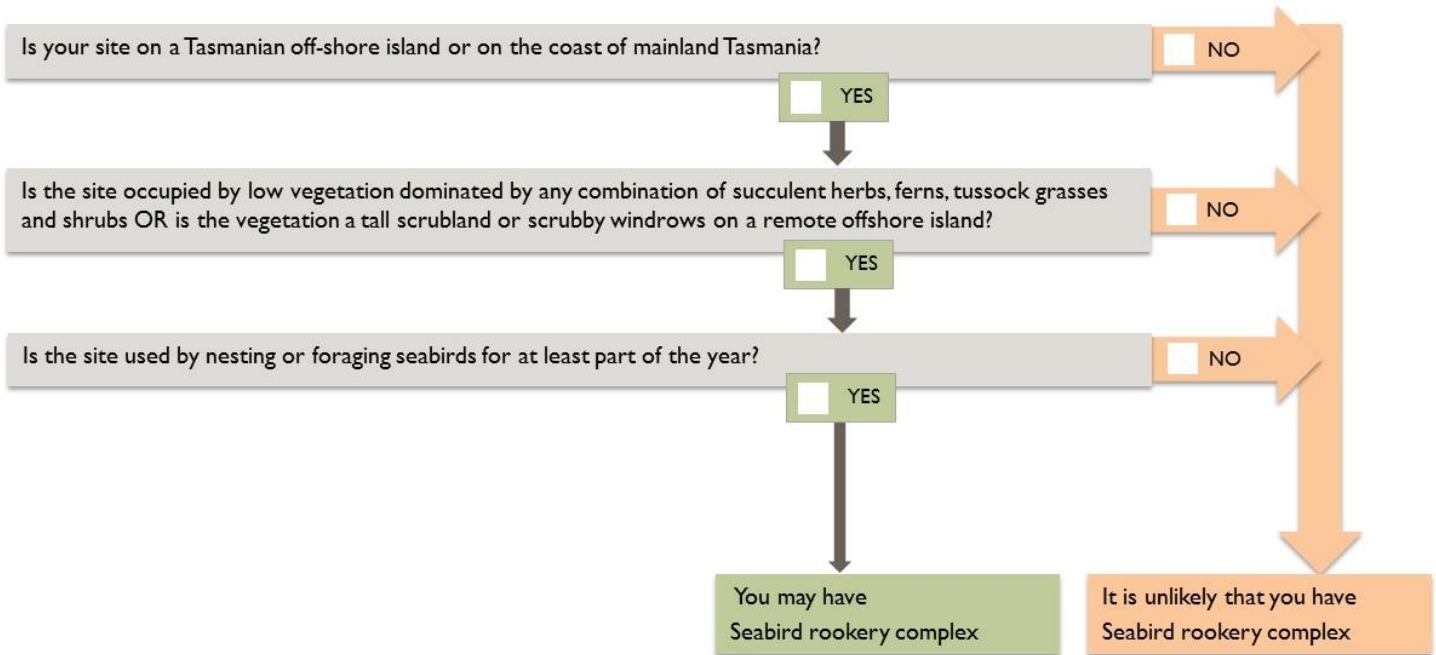 Is your site on a Tasmanian off-shore island or on the coast of mainland Tasmania?
NO
YES
Is the site occupied by low vegetation dominated by any combination of succulent herbs, ferns, tussock grasses
and shrubs OR is the vegetation a tall scrubland or scrubby windrows on a remote offshore island?
NO
YES
Is the site used by nesting or foraging seabirds for at least part of the year?
NO
YES
You may have
Seabird rookery complex
It is unlikely that you have
Seabird rookery complex